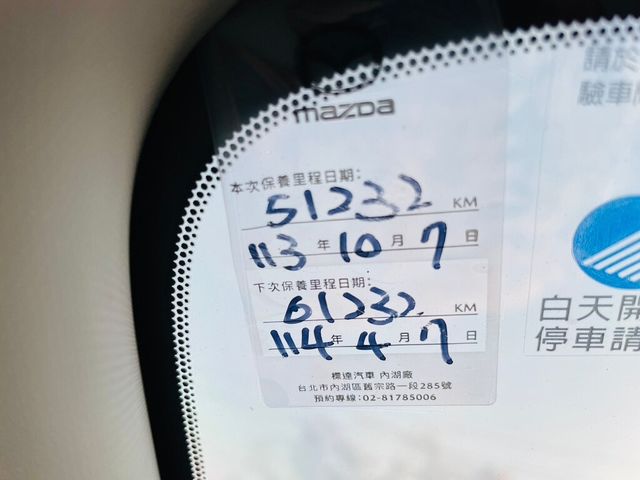 mazda
本次保養里程日期:
51232 KM
113 年 10 月 7 日
下次保養里程日期:
61232 KM
114 年 4 月 7 日
標達汽車 內湖廠
台北市內湖區舊宗路一段285號
預約專線:02-81785006
請於
驗車
白天開
停車請